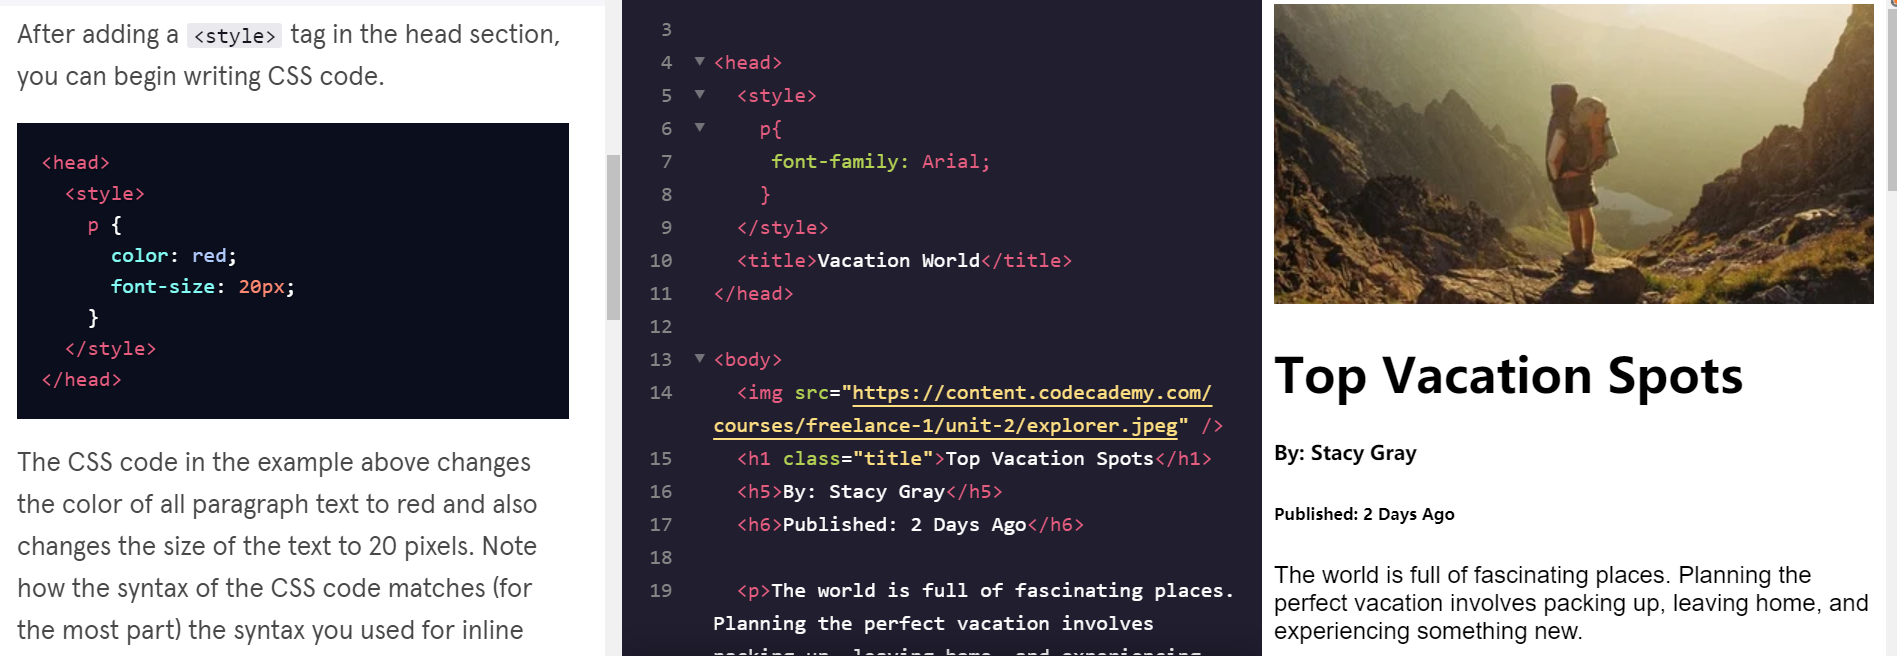 After adding a <style> tag in the head section,
you can begin writing CSS code.
<head>
<style>
p {
color: red;
font-size: 20px;
}
</style>
</head>
The CSS code in the example above changes
the color of all paragraph text to red and also
changes the size of the text to 20 pixels. Note
how the syntax of the CSS code matches (for
the most part) the syntax you used for inline
3
4 <head>
5 <style>
6 p{
7 font-family: Arial;
8 }
9 </style>
10 <title>Vacation World</title>
11 </head>
12
13 <body>
14 <img src="https://content.codecademy.com/
courses/freelance-1/unit-2/explorer.jpeg" />
15 <h1 class="title">Top Vacation Spots</h1>
16 <h5>By: Stacy Gray</h5>
17 <h6>Published: 2 Days Ago</h6>
18
19 <p>The world is full of fascinating places.
Planning the perfect vacation involves
packing up, leaving home, and experiencing
Top Vacation Spots
By: Stacy Gray
Published: 2 Days Ago
The world is full of fascinating places. Planning the
perfect vacation involves packing up, leaving home, and
experiencing something new.